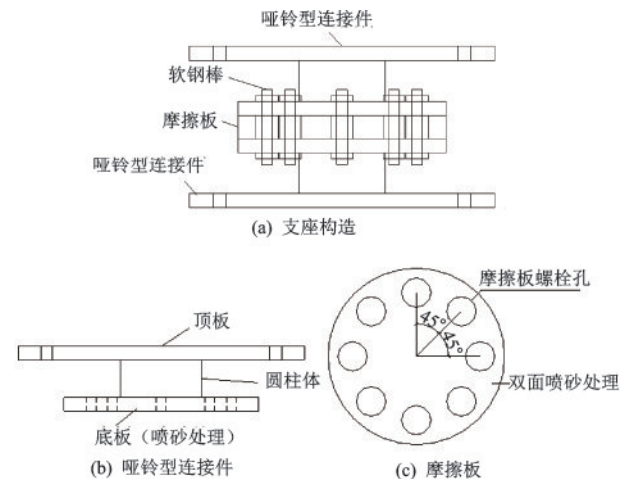 哑铃型连接件
软钢棒
摩擦板
哑铃型连接件
(a) 支座构造
顶板
圆柱体
底板（喷砂处理）
(b) 哑铃型连接件
摩擦板螺栓孔
45°
45°
双面喷砂处理
(c) 摩擦板